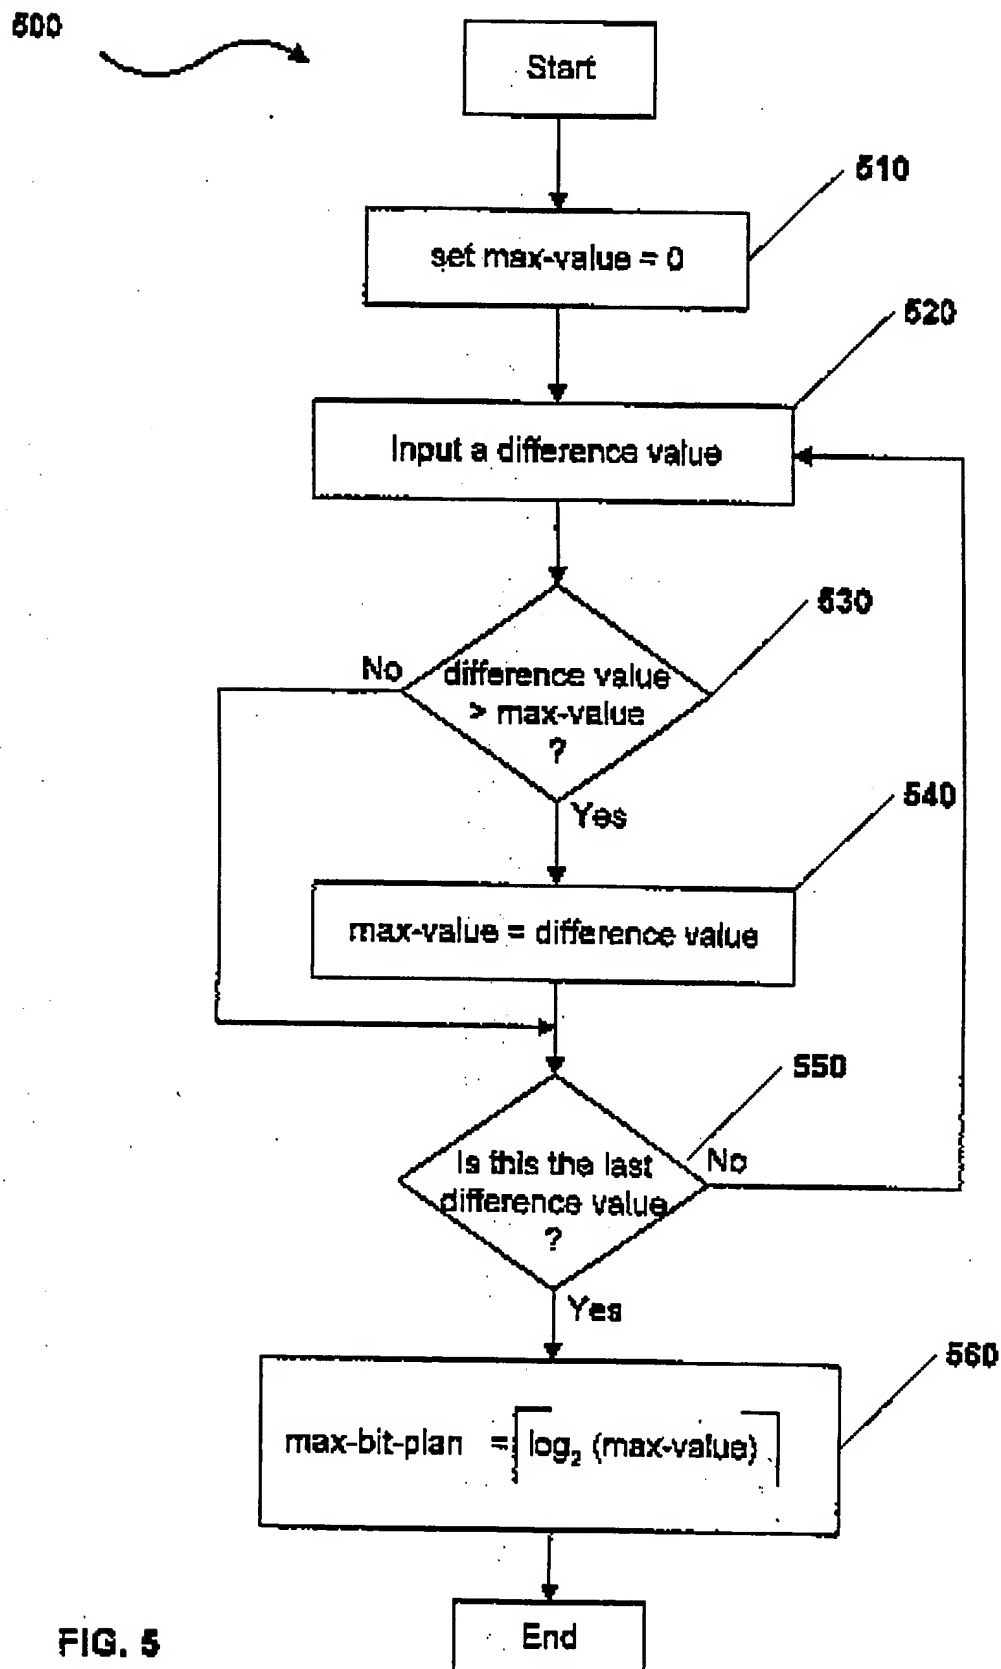 500
Start
510
set max-value = 0
520
Input a difference value
530
No
difference value
> max-value
?
Yes
540
max-value = difference value
550
Is this the last
difference value
?
No
Yes
560
max-bit-plan = ⌈log₂ (max-value)⌉
End
FIG. 5